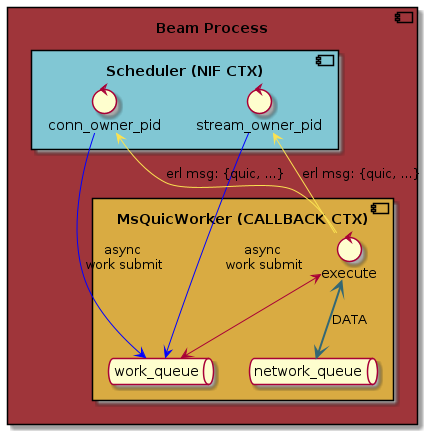 Beam Process
Scheduler (NIF CTX)
conn_owner_pid
stream_owner_pid
erl msg: {quic, ...}
erl msg: {quic, ...}
MsQuicWorker (CALLBACK CTX)
async
work submit
async
work submit
execute
DATA
work_queue
network_queue